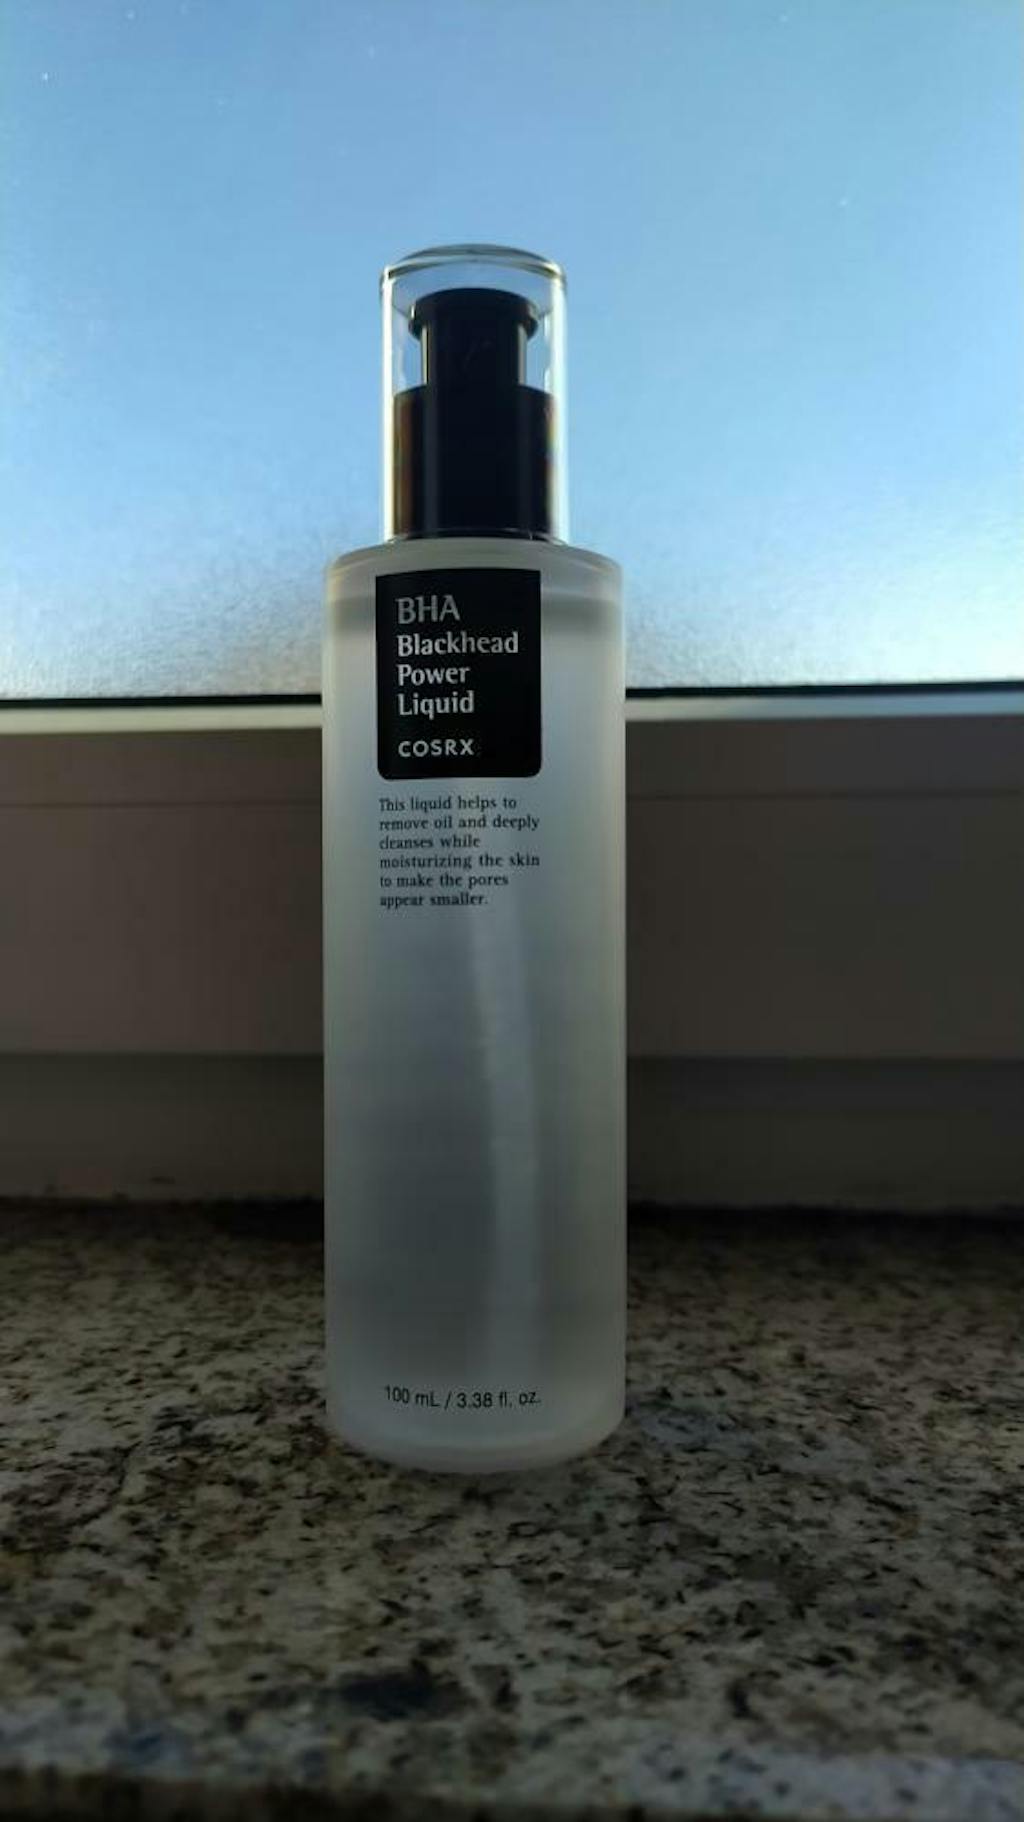 BHA
Blackhead
Power
Liquid
COSRX
This liquid helps to
remove oil and deeply
cleanses while
moisturizing the skin
to make the pores
appear smaller.
100 mL / 3.38 fl. oz.